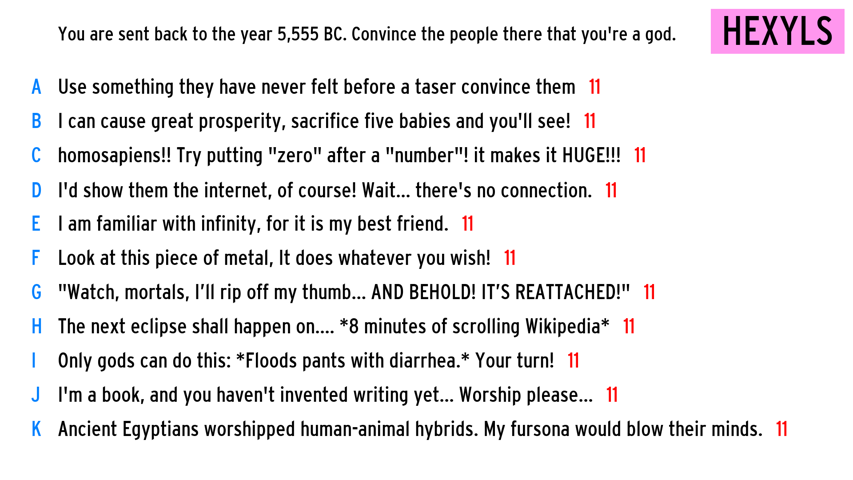 You are sent back to the year 5,555 BC. Convince the people there that you're a god.
HEXYLS
A Use something they have never felt before a taser convince them 11
B I can cause great prosperity, sacrifice five babies and you'll see! 11
C homosapiens!! Try putting "zero" after a "number"! it makes it HUGE!!! 11
D I'd show them the internet, of course! Wait... there's no connection. 11
E I am familiar with infinity, for it is my best friend. 11
F Look at this piece of metal, It does whatever you wish! 11
G "Watch, mortals, I’ll rip off my thumb... AND BEHOLD! IT’S REATTACHED!" 11
H The next eclipse shall happen on.... *8 minutes of scrolling Wikipedia* 11
I Only gods can do this: *Floods pants with diarrhea.* Your turn! 11
J I'm a book, and you haven't invented writing yet... Worship please... 11
K Ancient Egyptians worshipped human-animal hybrids. My fursona would blow their minds. 11